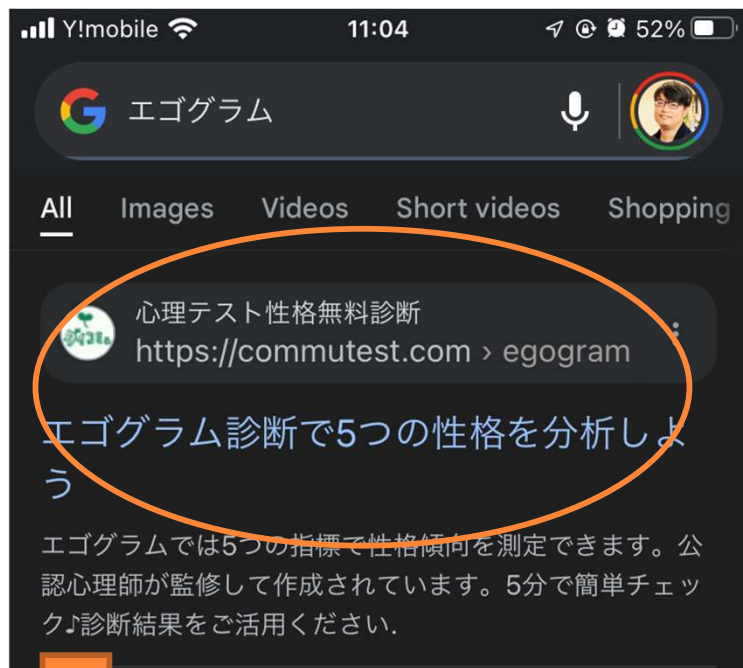 Y!mobile 11:04 52%
エゴグラム
All Images Videos Short videos Shopping
心理テスト性格無料診断
https://commutest.com › egogram
エゴグラム診断で5つの性格を分析しよ
う
エゴグラムでは5つの指標で性格傾向を測定できます。公
認心理師が監修して作成されています。5分で簡単チェッ
ク♪診断結果をご活用ください.